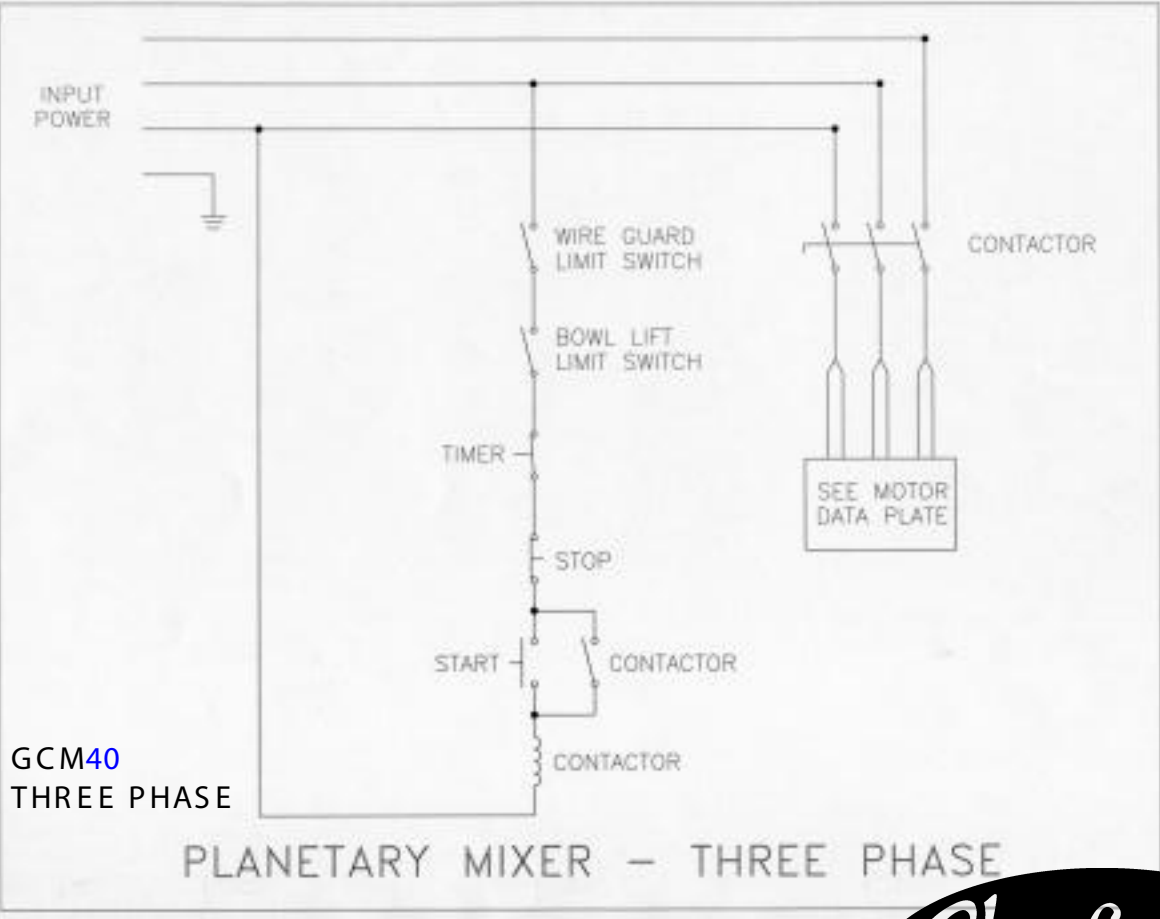 INPUT
POWER
WIRE GUARD
LIMIT SWITCH
CONTACTOR
BOWL LIFT
LIMIT SWITCH
TIMER
SEE MOTOR
DATA PLATE
STOP
START
CONTACTOR
CONTACTOR
GCM40
THREE PHASE
PLANETARY MIXER - THREE PHASE